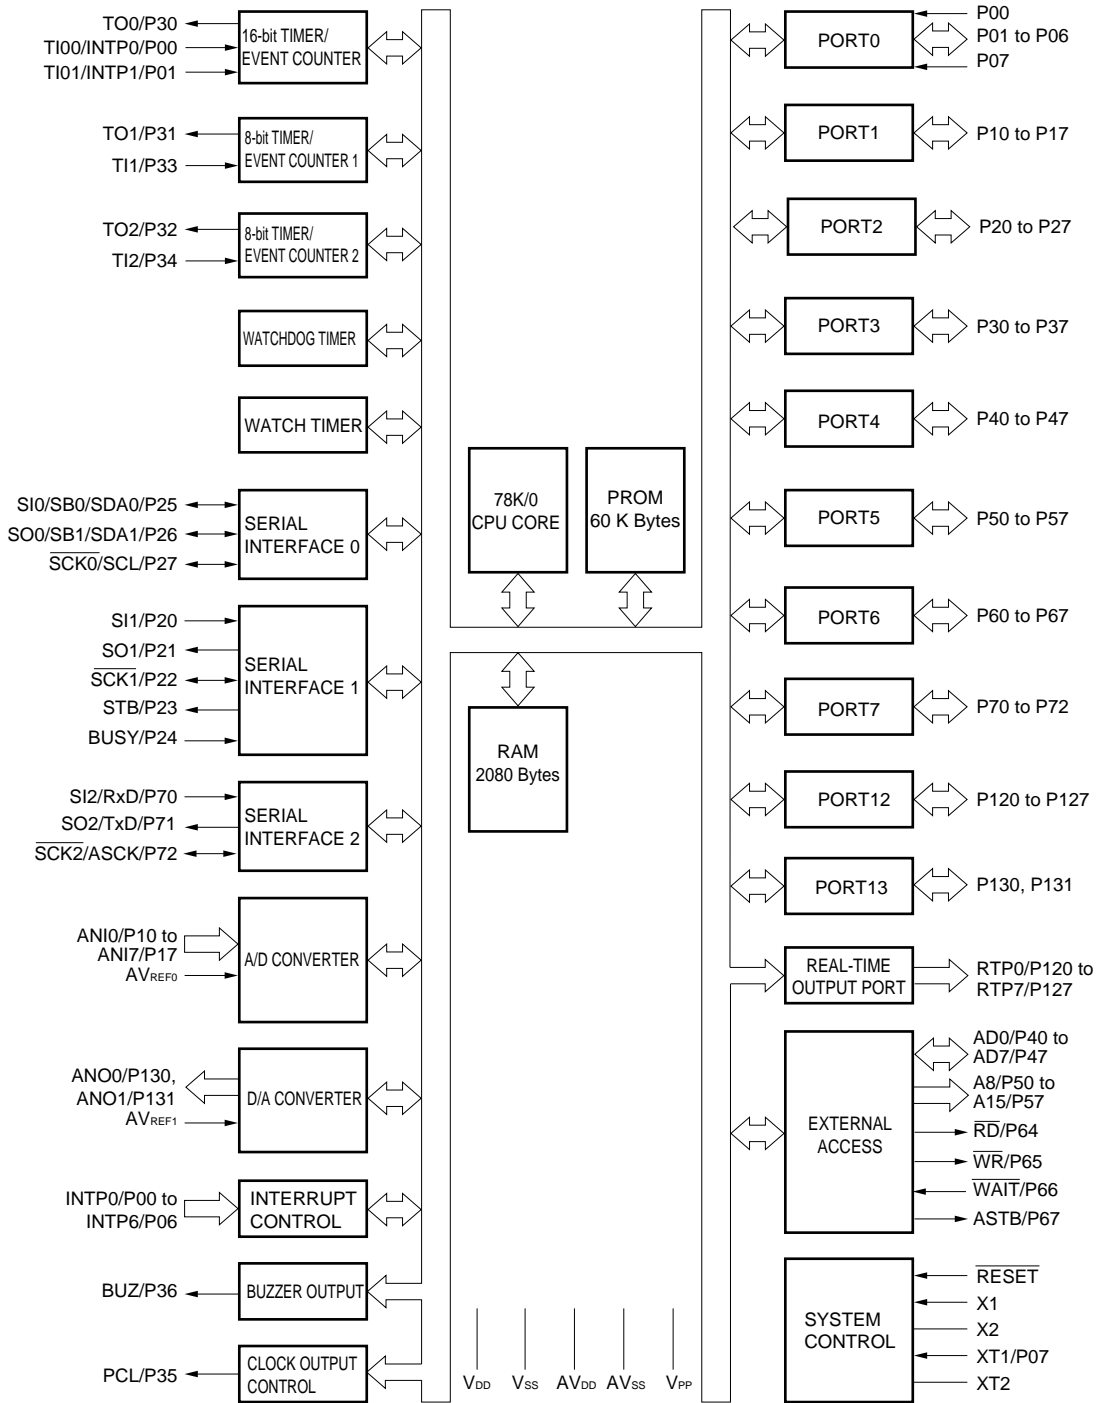 TO0/P30
TI00/INTP0/P00
TI01/INTP1/P01
16-bit TIMER/
EVENT COUNTER
TO1/P31
TI1/P33
8-bit TIMER/
EVENT COUNTER 1
TO2/P32
TI2/P34
8-bit TIMER/
EVENT COUNTER 2
WATCHDOG TIMER
WATCH TIMER
SI0/SB0/SDA0/P25
SO0/SB1/SDA1/P26
SCK0/SCL/P27
SERIAL
INTERFACE 0
SI1/P20
SO1/P21
SCK1/P22
STB/P23
BUSY/P24
SERIAL
INTERFACE 1
SI2/RxD/P70
SO2/TxD/P71
SCK2/ASCK/P72
SERIAL
INTERFACE 2
ANI0/P10 to
ANI7/P17
AVREF0
A/D CONVERTER
ANO0/P130,
ANO1/P131
AVREF1
D/A CONVERTER
INTP0/P00 to
INTP6/P06
INTERRUPT
CONTROL
BUZ/P36
BUZZER OUTPUT
PCL/P35
CLOCK OUTPUT
CONTROL
78K/0
CPU CORE
PROM
60 K Bytes
RAM
2080 Bytes
VDD
VSS
AVDD
AVSS
VPP
PORT0
P00
P01 to P06
P07
PORT1
P10 to P17
PORT2
P20 to P27
PORT3
P30 to P37
PORT4
P40 to P47
PORT5
P50 to P57
PORT6
P60 to P67
PORT7
P70 to P72
PORT12
P120 to P127
PORT13
P130, P131
REAL-TIME
OUTPUT PORT
RTP0/P120 to
RTP7/P127
EXTERNAL
ACCESS
AD0/P40 to
AD7/P47
A8/P50 to
A15/P57
RD/P64
WR/P65
WAIT/P66
ASTB/P67
SYSTEM
CONTROL
RESET
X1
X2
XT1/P07
XT2